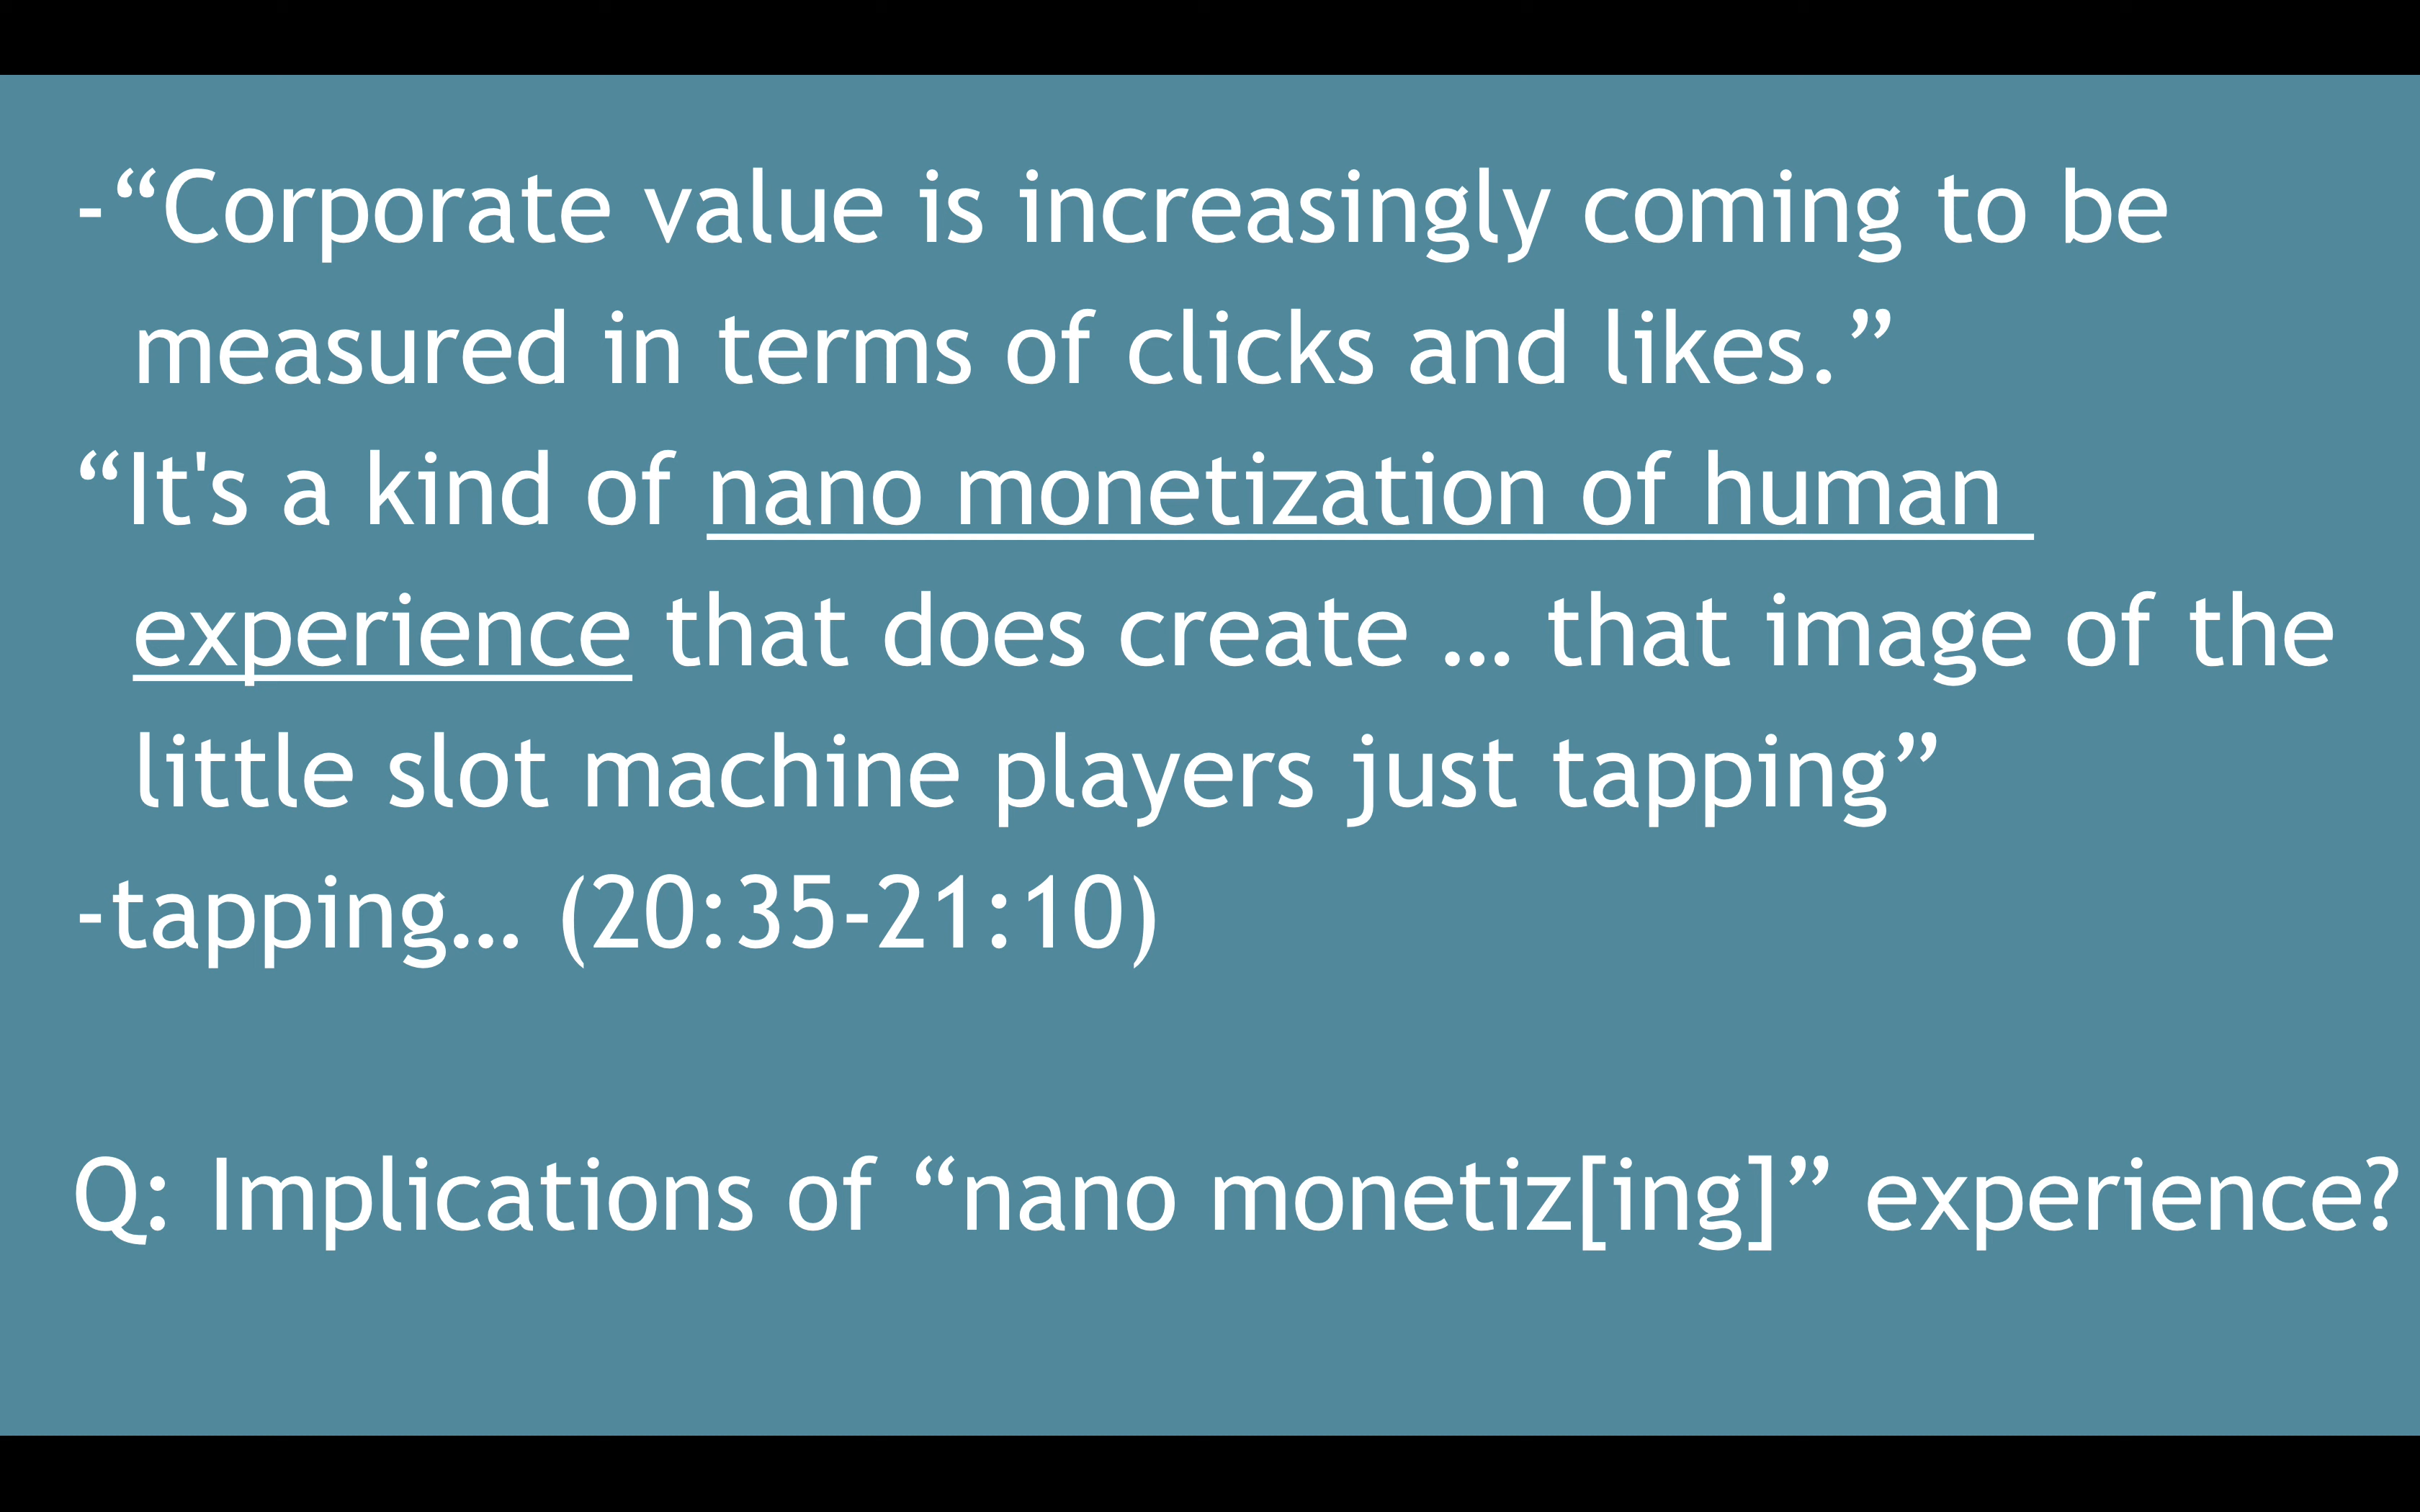 -“Corporate value is increasingly coming to be
measured in terms of clicks and likes.”
“It's a kind of nano monetization of human
experience that does create ... that image of the
little slot machine players just tapping”
-tapping... (20:35-21:10)
Q: Implications of “nano monetiz[ing]” experience?